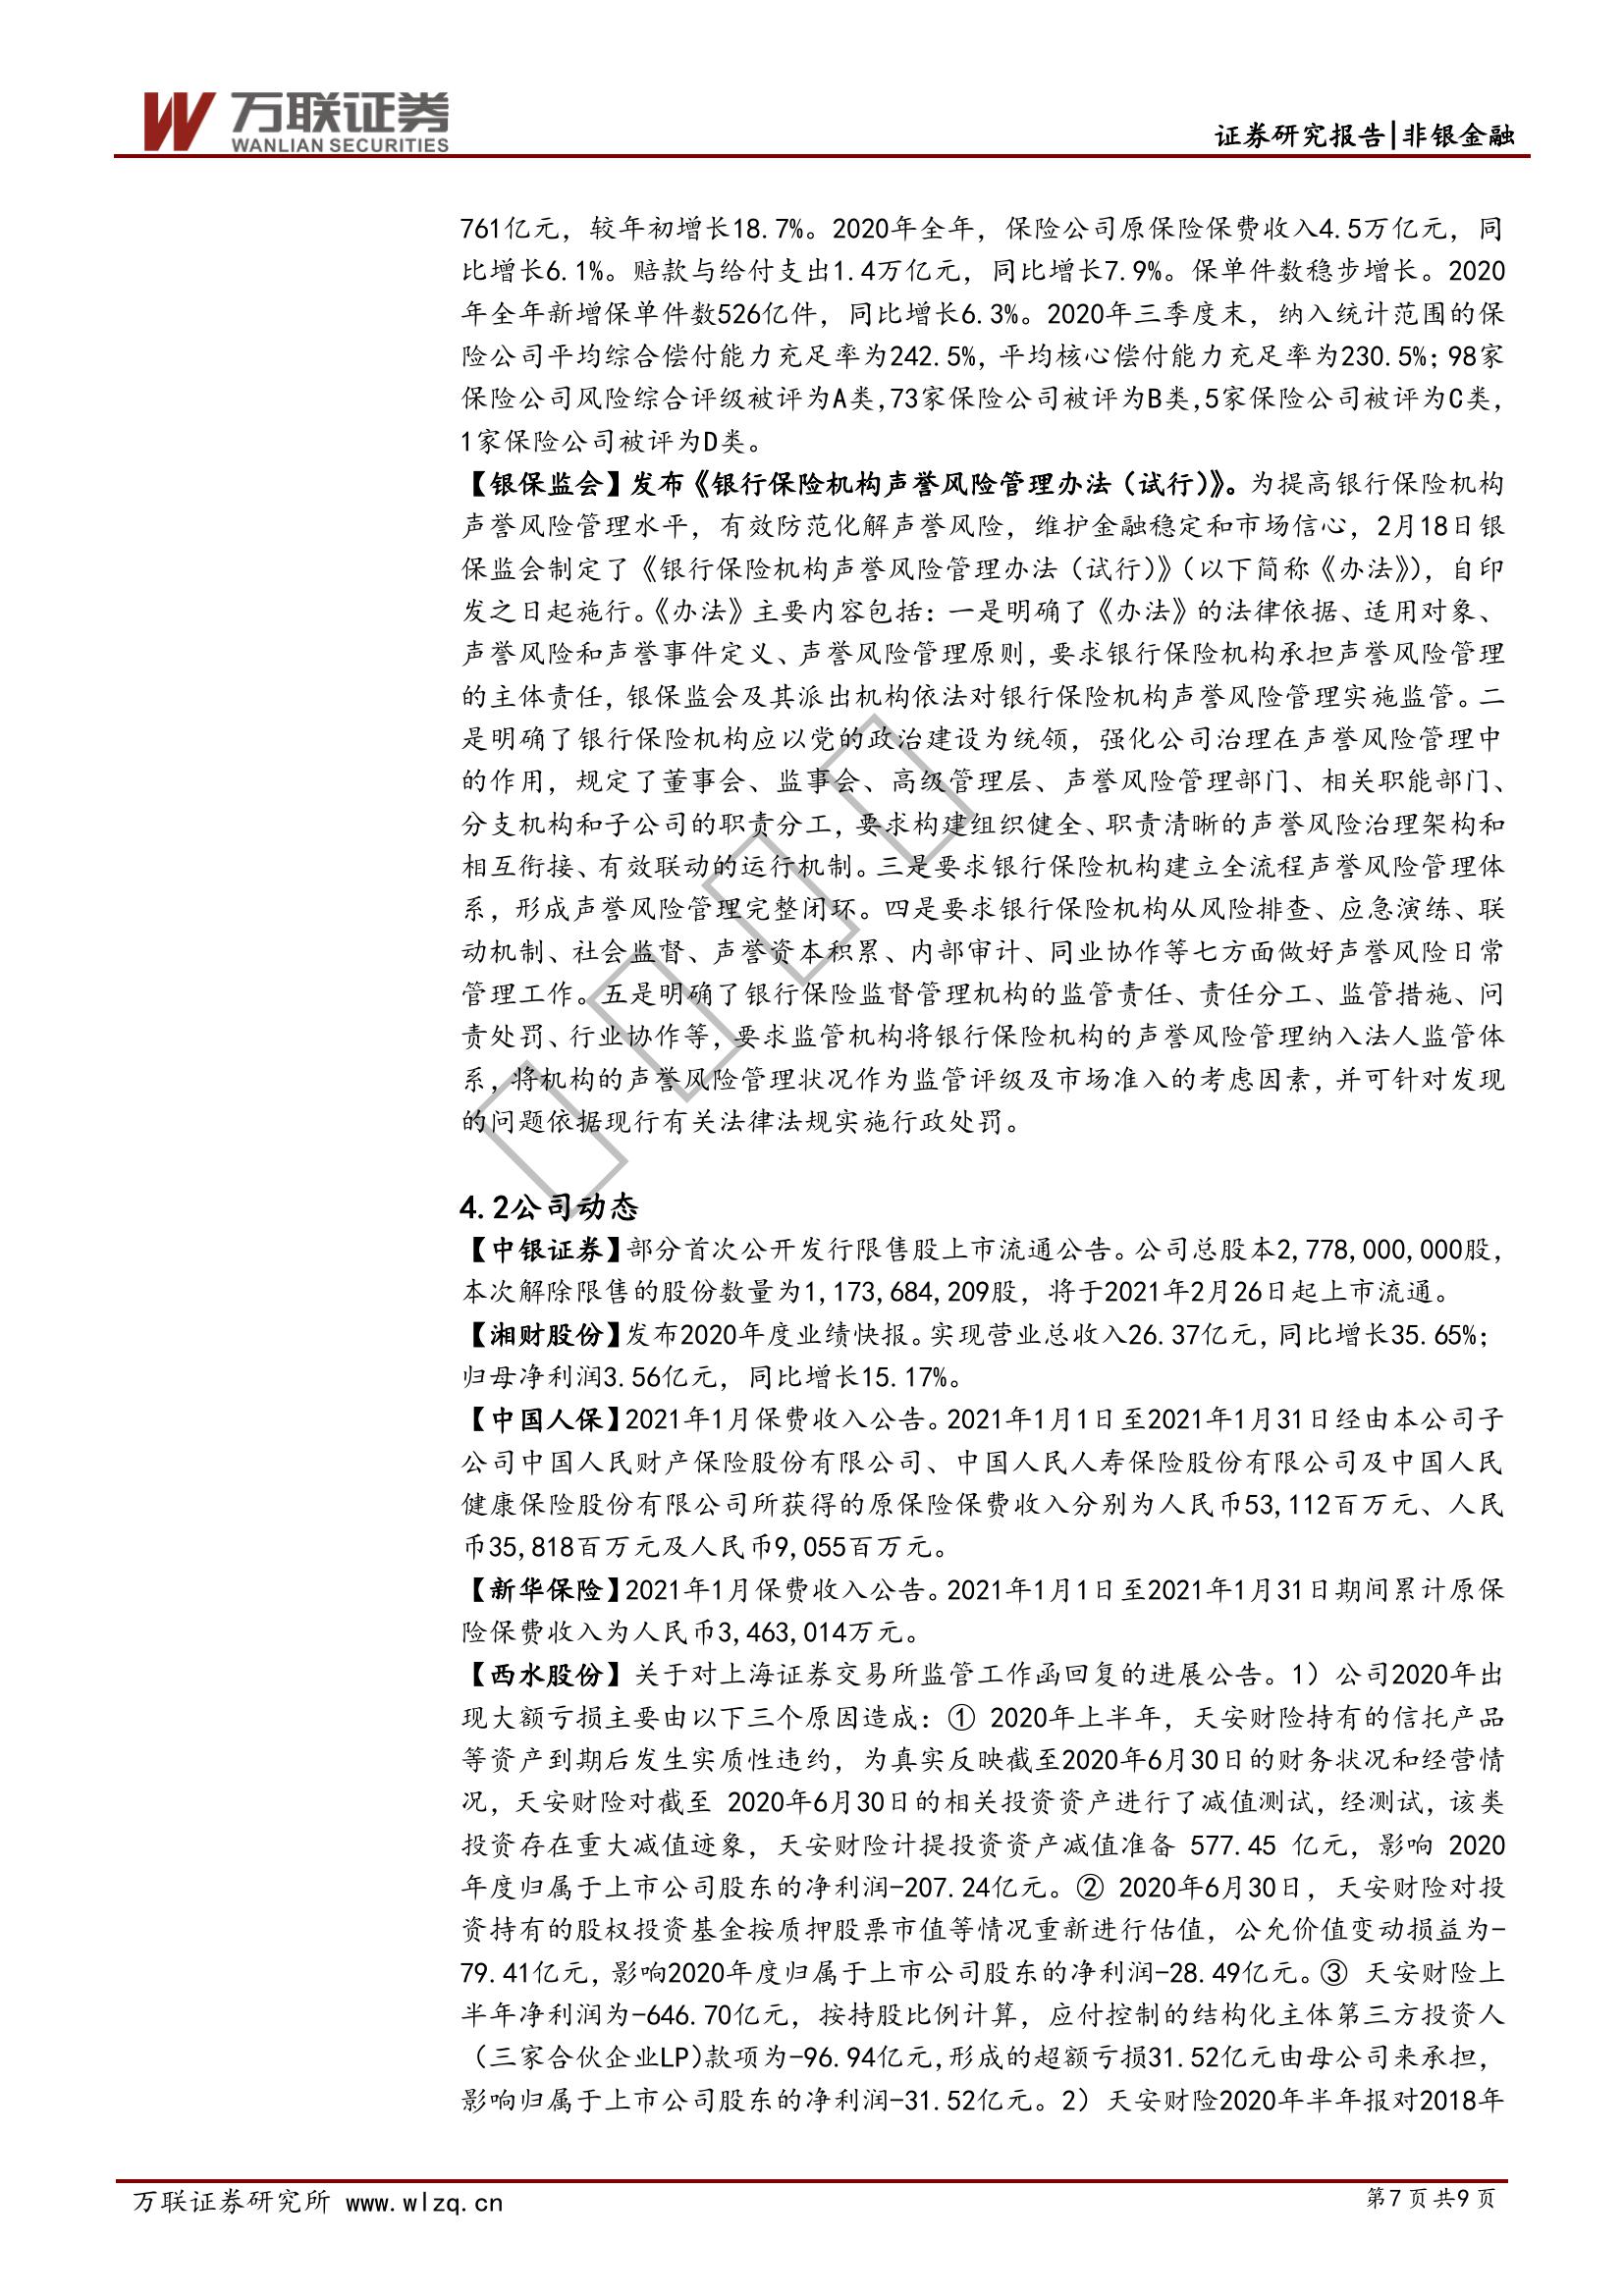 万联证券
WANLIAN SECURITIES
证券研究报告|非银金融
761亿元，较年初增长18.7%。2020年全年，保险公司原保险保费收入4.5万亿元，同
比增长6.1%。赔款与给付支出1.4万亿元，同比增长7.9%。保单件数稳步增长。2020
年全年新增保单件数526亿件，同比增长6.3%。2020年三季度末，纳入统计范围的保
险公司平均综合偿付能力充足率为242.5%，平均核心偿付能力充足率为230.5%；98家
保险公司风险综合评级被评为A类，73家保险公司被评为B类，5家保险公司被评为C类，
1家保险公司被评为D类。
【银保监会】发布《银行保险机构声誉风险管理办法（试行）》。为提高银行保险机构
声誉风险管理水平，有效防范化解声誉风险，维护金融稳定和市场信心，2月18日银
保监会制定了《银行保险机构声誉风险管理办法（试行）》（以下简称《办法》），自印
发之日起施行。《办法》主要内容包括：一是明确了《办法》的法律依据、适用对象、
声誉风险和声誉事件定义、声誉风险管理原则，要求银行保险机构承担声誉风险管理
的主体责任，银保监会及其派出机构依法对银行保险机构声誉风险管理实施监管。二
是明确了银行保险机构应以党的政治建设为统领，强化公司治理在声誉风险管理中
的作用，规定了董事会、监事会、高级管理层、声誉风险管理部门、相关职能部门、
分支机构和子公司的职责分工，要求构建组织健全、职责清晰的声誉风险治理架构和
相互衔接、有效联动的运行机制。三是要求银行保险机构建立全流程声誉风险管理体
系，形成声誉风险管理完整闭环。四是要求银行保险机构从风险排查、应急演练、联
动机制、社会监督、声誉资本积累、内部审计、同业协作等七方面做好声誉风险日常
管理工作。五是明确了银行保险监督管理机构的监管责任、责任分工、监管措施、问
责处罚、行业协作等，要求监管机构将银行保险机构的声誉风险管理纳入法人监管体
系，将机构的声誉风险管理状况作为监管评级及市场准入的考虑因素，并可针对发现
的问题依据现行有关法律法规实施行政处罚。
4.2公司动态
【中银证券】部分首次公开发行限售股上市流通公告。公司总股本2,778,000,000股，
本次解除限售的股份数量为1,173,684,209股，将于2021年2月26日起上市流通。
【湘财股份】发布2020年度业绩快报。实现营业总收入26.37亿元，同比增长35.65%；
归母净利润3.56亿元，同比增长15.17%。
【中国人保】2021年1月保费收入公告。2021年1月1日至2021年1月31日经由本公司子
公司中国人民财产保险股份有限公司、中国人民人寿保险股份有限公司及中国人民
健康保险股份有限公司所获得的原保险保费收入分别为人民币53,112百万元、人民
币35,818百万元及人民币9,055百万元。
【新华保险】2021年1月保费收入公告。2021年1月1日至2021年1月31日期间累计原保
险保费收入为人民币3,463,014万元。
【西水股份】关于对上海证券交易所监管工作函回复的进展公告。1）公司2020年出
现大额亏损主要由以下三个原因造成：① 2020年上半年，天安财险持有的信托产品
等资产到期后发生实质性违约，为真实反映截至2020年6月30日的财务状况和经营情
况，天安财险对截至 2020年6月30日的相关投资资产进行了减值测试，经测试，该类
投资存在重大减值迹象，天安财险计提投资资产减值准备 577.45 亿元，影响 2020
年度归属于上市公司股东的净利润-207.24亿元。② 2020年6月30日，天安财险对投
资持有的股权投资基金按质押股票市值等情况重新进行估值，公允价值变动损益为-
79.41亿元，影响2020年度归属于上市公司股东的净利润-28.49亿元。③ 天安财险上
半年净利润为-646.70亿元，按持股比例计算，应付控制的结构化主体第三方投资人
（三家合伙企业LP)款项为-96.94亿元，形成的超额亏损31.52亿元由母公司来承担，
影响归属于上市公司股东的净利润-31.52亿元。2）天安财险2020年半年报对2018年
万联证券研究所 www.wlzq.cn
第7页共9页